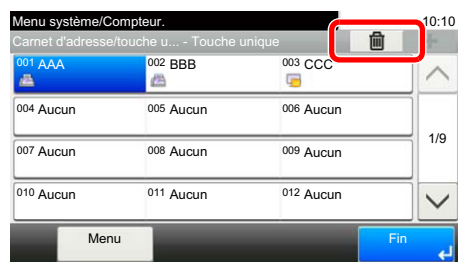 Menu système/Compteur. 10:10
Carnet d'adresse/touche u... - Touche unique
001 AAA 002 BBB 003 CCC
004 Aucun 005 Aucun 006 Aucun
1/9
007 Aucun 008 Aucun 009 Aucun
010 Aucun 011 Aucun 012 Aucun
Menu Fin